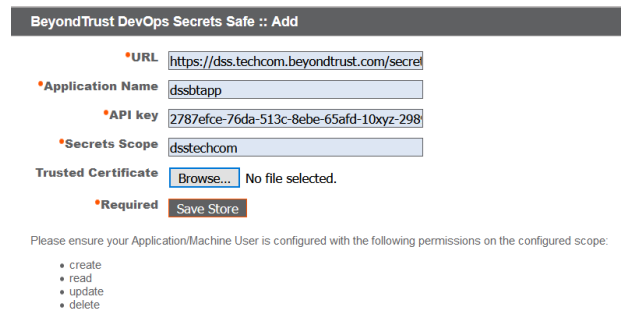 BeyondTrust DevOps Secrets Safe :: Add
•URL https://dss.techcom.beyondtrust.com/secret
•Application Name dssbtapp
•API key 2787efce-76da-513c-8ebe-65afd-10xyz-298
•Secrets Scope dsstechcom
Trusted Certificate Browse... No file selected.
•Required Save Store
Please ensure your Application/Machine User is configured with the following permissions on the configured scope:
• create
• read
• update
• delete